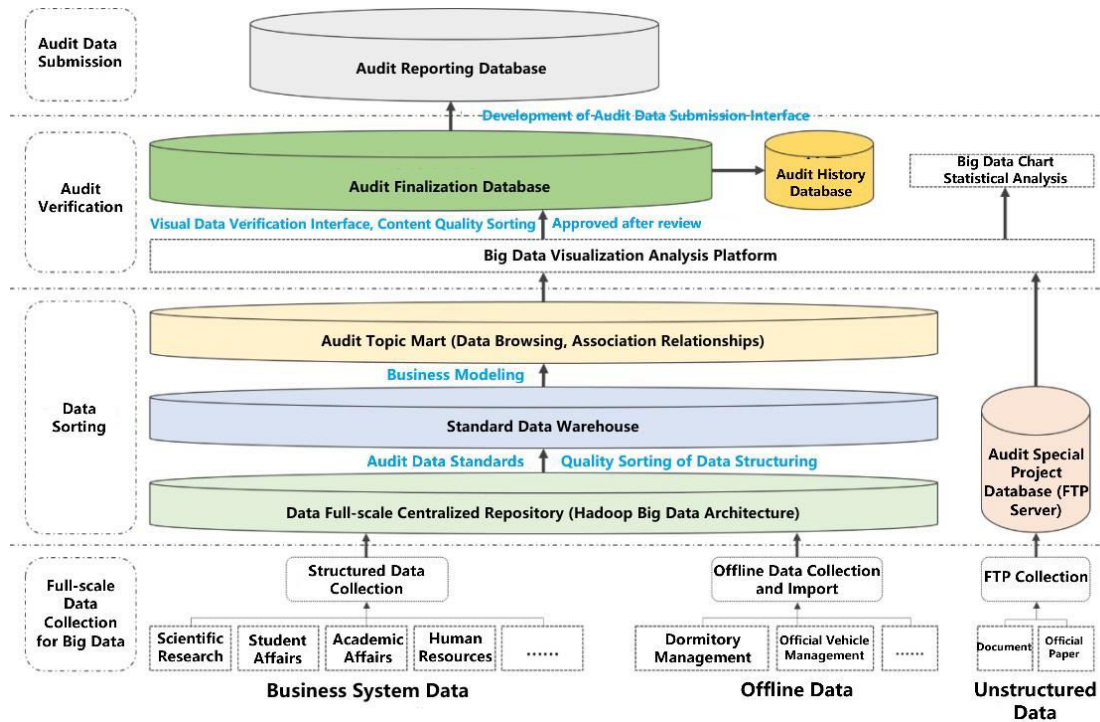 Audit Data
Submission
Audit Reporting Database
Development of Audit Data Submission Interface
Audit
Verification
Audit Finalization Database
Audit History
Database
Big Data Chart
Statistical Analysis
Visual Data Verification Interface, Content Quality Sorting
Approved after review
Big Data Visualization Analysis Platform
Data
Sorting
Audit Topic Mart (Data Browsing, Association Relationships)
Business Modeling
Standard Data Warehouse
Audit Data Standards
Quality Sorting of Data Structuring
Data Full-scale Centralized Repository (Hadoop Big Data Architecture)
Audit Special
Project
Database (FTP
Server)
Full-scale
Data
Collection
for Big Data
Structured Data
Collection
Offline Data Collection
and Import
FTP Collection
Scientific
Research
Student
Affairs
Academic
Affairs
Human
Resources
......
Dormitory
Management
Official Vehicle
Management
......
Document
Official
Paper
Business System Data
Offline Data
Unstructured
Data